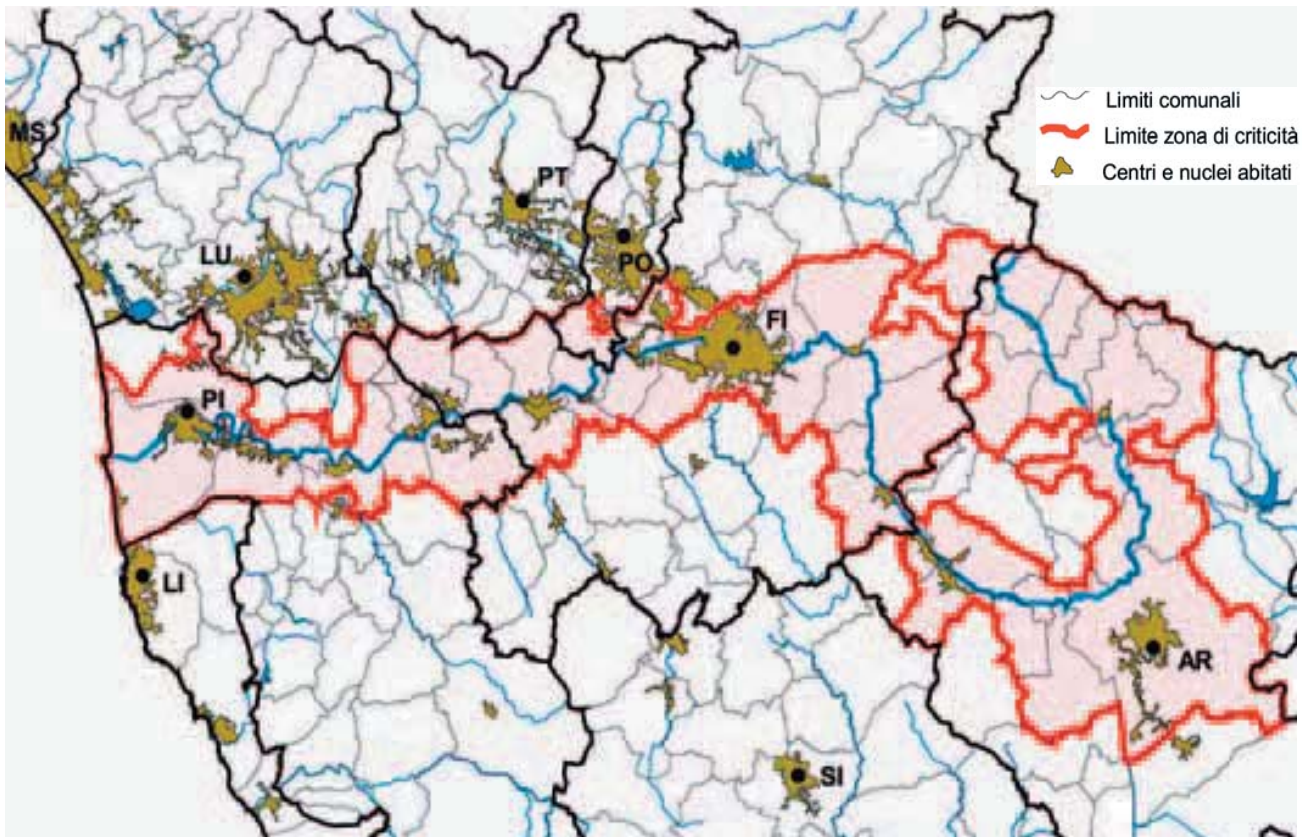 Limiti comunali
Limite zona di criticità
Centri e nuclei abitati
MS
PT
PO
LU
FI
PI
LI
AR
SI